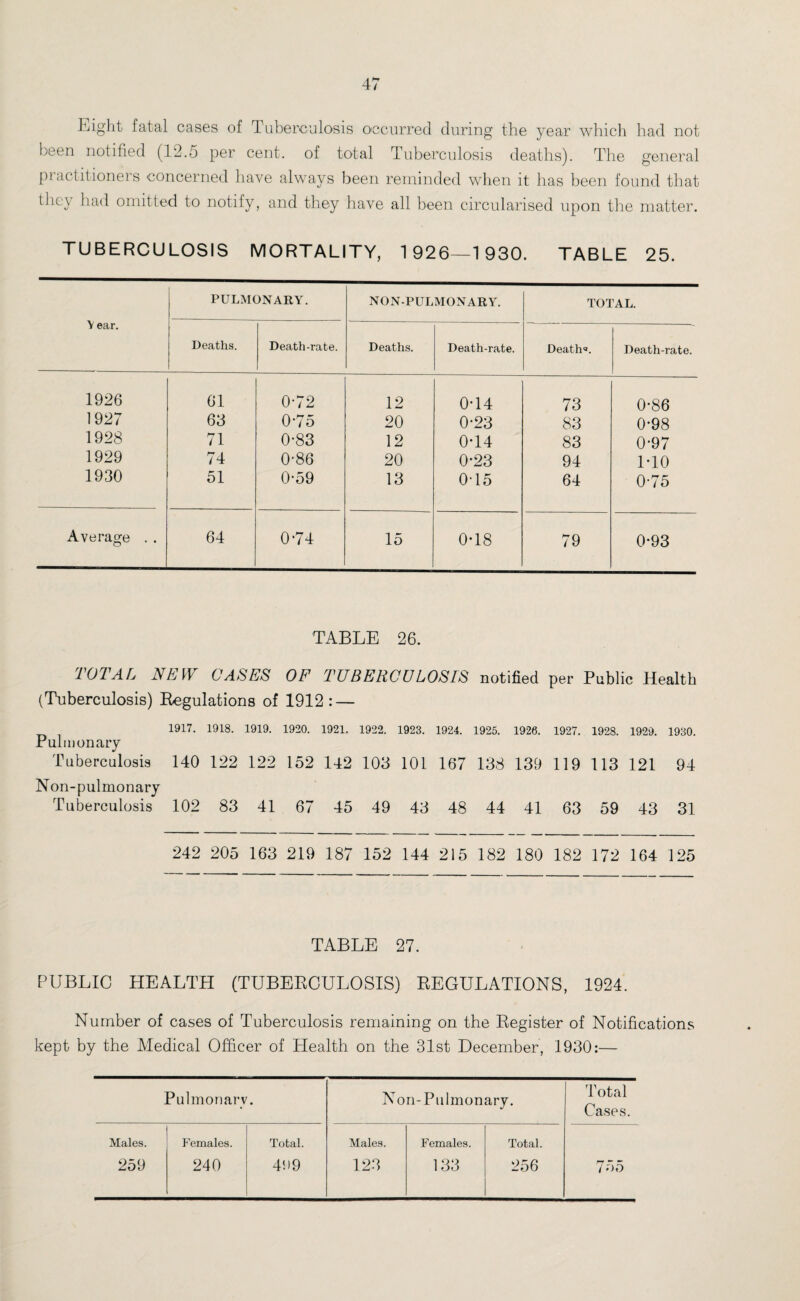 47
Eight fatal cases of Tuberculosis occurred during the year which had not
been notified (12.5 per cent. of total Tuberculosis deaths). The general
practitioners concerned have always been reminded when it has been found that
they had omitted to notify, and they have all been circularised upon the matter.
TUBERCULOSIS MORTALITY, 1926—1930. TABLE 25.
Year. PULMONARY. NON-PULMONARY. TOTAL.
Deaths. Death-rate. Deaths. Death-rate. Deaths. Death-rate.
1926 61 0·72 12 0·14 73 0·86
1927 63 0·75 20 0·23 83 0·98
1928 71 0·83 12 0·14 83 0·97
1929 74 0·86 20 0·23 94 1·10
1930 51 0·59 13 0·15 64 0·75
Average . . 64 0·74 15 0·18 79 0·93
TABLE 26.
TOTAL NEW CASES OF TUBERCULOSIS notified per Public Health
(Tuberculosis) Regulations of 1912 :—
1917. 1918. 1919. 1920. 1921. 1922. 1923. 1924. 1925. 1926. 1927. 1928. 1929. 1930.
Pulmonary
Tuberculosis 140 122 122 152 142 103 101 167 138 139 119 113 121 94
Non-pulmonary
Tuberculosis 102 83 41 67 45 49 43 48 44 41 63 59 43 31
242 205 163 219 187 152 144 215 182 180 182 172 164 125
TABLE 27.
PUBLIC HEALTH (TUBERCULOSIS) REGULATIONS, 1924.
Number of cases of Tuberculosis remaining on the Register of Notifications
kept by the Medical Officer of Health on the 31st December, 1930:—
Pulmonary. Non-Pulmonary. Total Cases.
Males. Females. Total. Males. Females. Total.
259 240 499 123 133 256 755